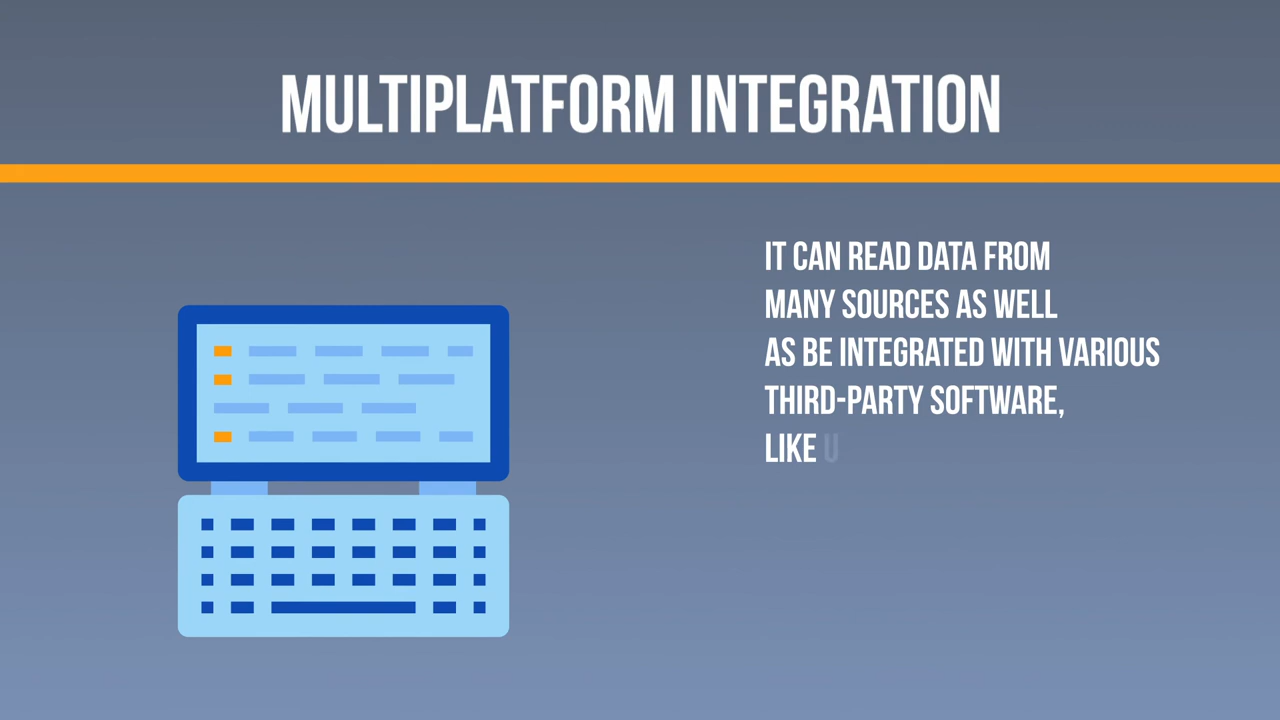 MULTIPLATFORM INTEGRATION
IT CAN READ DATA FROM
MANY SOURCES AS WELL
AS BE INTEGRATED WITH VARIOUS
THIRD-PARTY SOFTWARE,
LIKE U